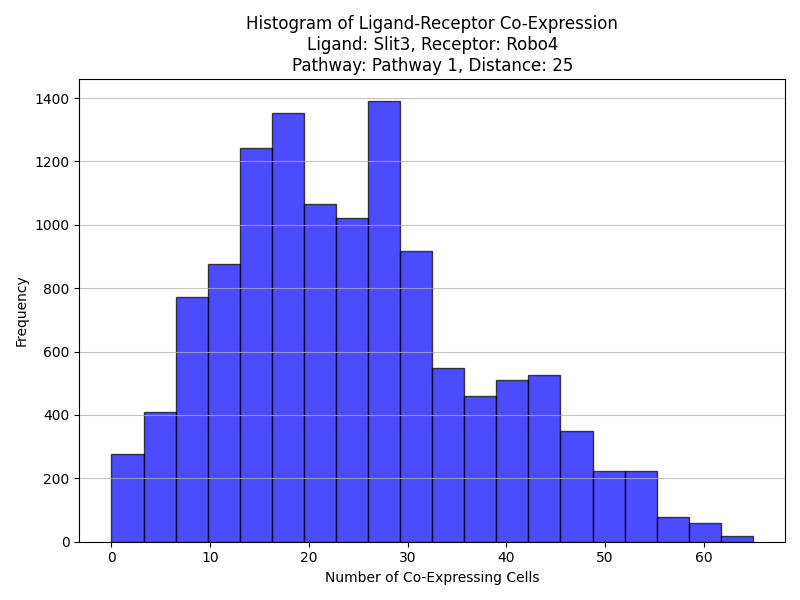 Histogram of Ligand-Receptor Co-Expression
Ligand: Slit3, Receptor: Robo4
Pathway: Pathway 1, Distance: 25
1400
1200
1000
800
600
400
200
0
Frequency
0 10 20 30 40 50 60
Number of Co-Expressing Cells